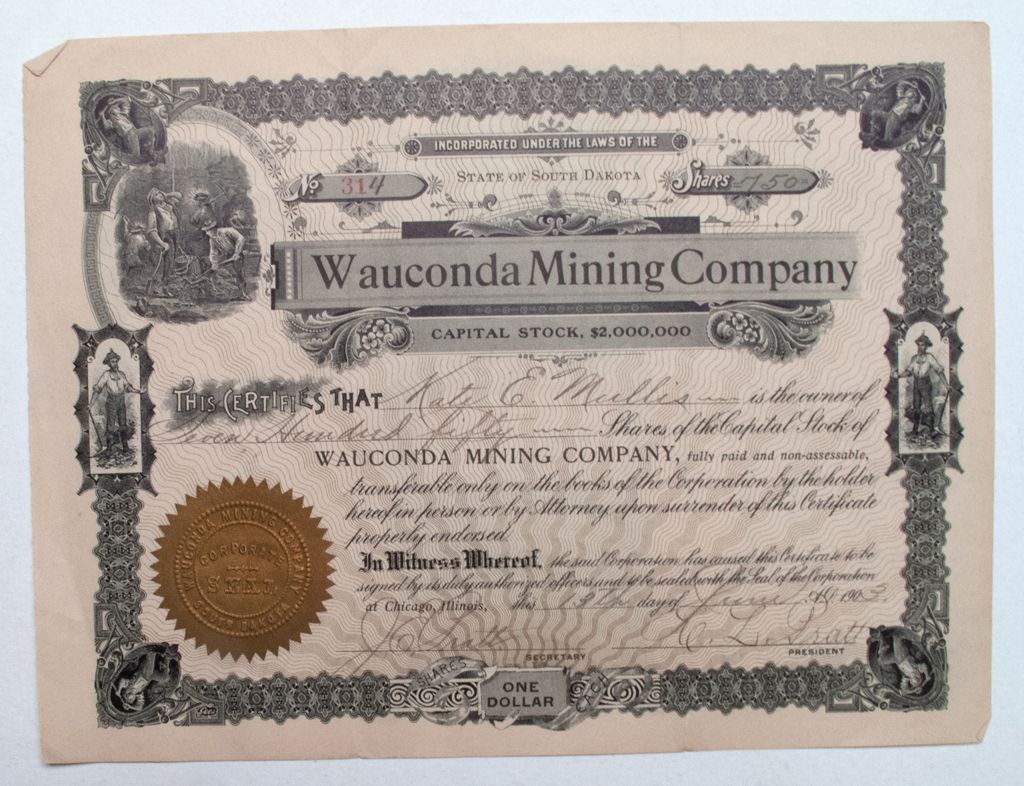 INCORPORATED UNDER THE LAWS OF THE
STATE OF SOUTH DAKOTA
No 314
Shares 750
Wauconda Mining Company
CAPITAL STOCK, $2,000,000
THIS CERTIFIES THAT Kate E Mullis is the owner of
Seven Hundred fifty Shares of the Capital Stock of
WAUCONDA MINING COMPANY, fully paid and non-assessable,
transferable only on the books of the Corporation by the holder
hereof in person or by Attorney upon surrender of this Certificate
properly endorsed.
In Witness Whereof, the said Corporation has caused this Certificate to be
signed by its duly authorized officers and to be sealed with the Seal of the Corporation
at Chicago, Illinois, this 13th day of June A.D. 1903
SECRETARY
Pratt
PRESIDENT
WAUCONDA MINING COMPANY
CORPORATE
SEAL
SOUTH DAKOTA
SHARES
ONE
DOLLAR
EACH